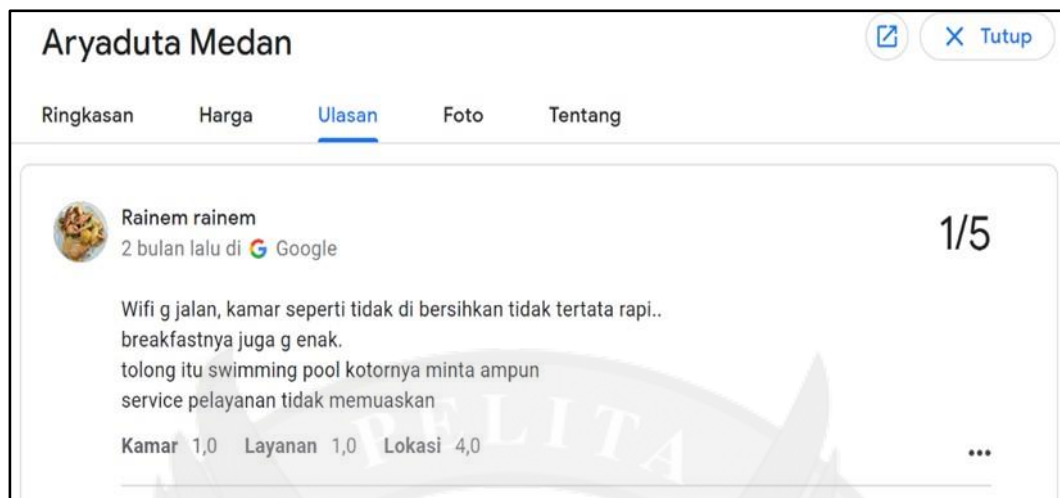 Aryaduta Medan
Tutup
Ringkasan Harga Ulasan Foto Tentang
Rainem rainem
1/5
2 bulan lalu di Google
Wifi g jalan, kamar seperti tidak di bersihkan tidak tertata rapi..
breakfastnya juga g enak.
tolong itu swimming pool kotornya minta ampun
service pelayanan tidak memuaskan
Kamar 1,0 Layanan 1,0 Lokasi 4,0
PELITA